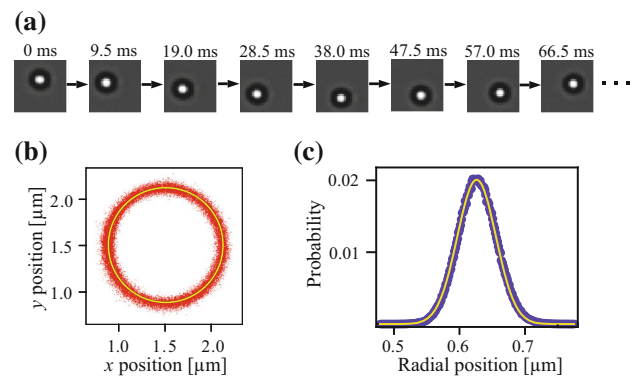 (a)
0 ms 9.5 ms 19.0 ms 28.5 ms 38.0 ms 47.5 ms 57.0 ms 66.5 ms
(b)
y position [µm]
2.0
1.5
1.0
1.0 1.5 2.0
x position [µm]
(c)
Probability
0.02
0.01
0.5 0.6 0.7
Radial position [µm]